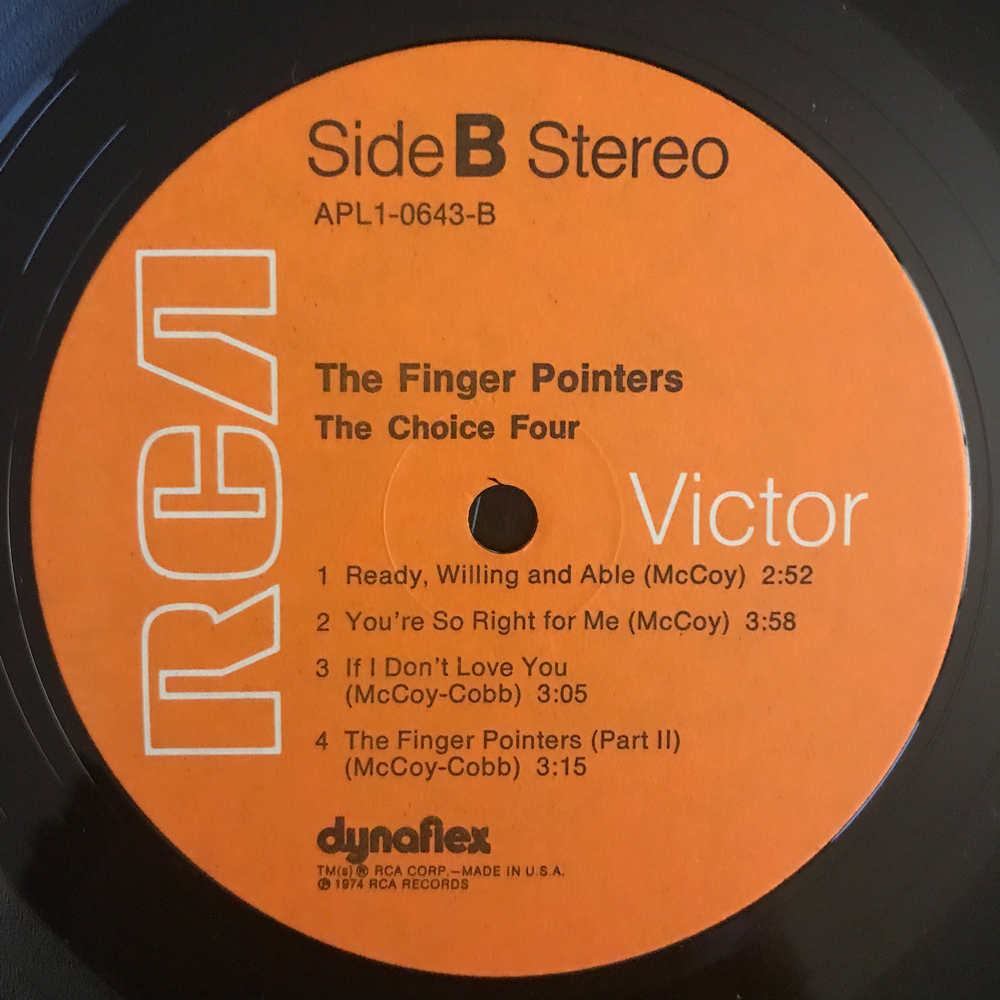 Side B Stereo
APL1-0643-B
RCA
The Finger Pointers
The Choice Four
Victor
1 Ready, Willing and Able (McCoy) 2:52
2 You're So Right for Me (McCoy) 3:58
3 If I Don't Love You
(McCoy-Cobb) 3:05
4 The Finger Pointers (Part II)
(McCoy-Cobb) 3:15
dynaflex
TM(s) ® RCA CORP.—MADE IN U.S.A.
℗ 1974 RCA RECORDS